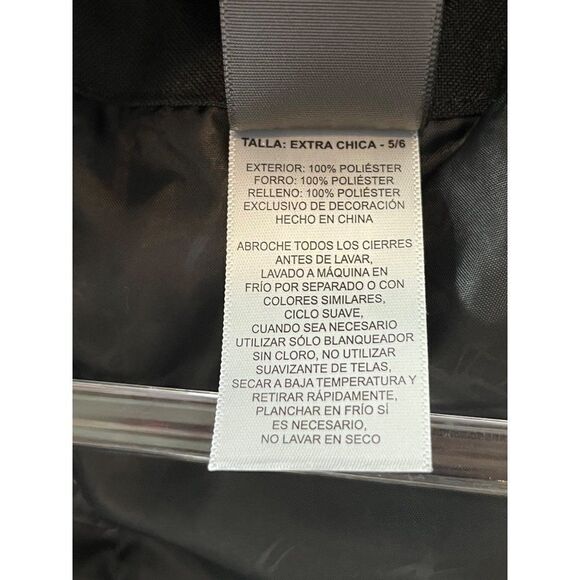 TALLA: EXTRA CHICA - 5/6
EXTERIOR: 100% POLIÉSTER
FORRO: 100% POLIÉSTER
RELLENO: 100% POLIÉSTER
EXCLUSIVO DE DECORACIÓN
HECHO EN CHINA
ABROCHE TODOS LOS CIERRES
ANTES DE LAVAR,
LAVADO A MÁQUINA EN
FRÍO POR SEPARADO O CON
COLORES SIMILARES,
CICLO SUAVE,
CUANDO SEA NECESARIO
UTILIZAR SÓLO BLANQUEADOR
SIN CLORO, NO UTILIZAR
SUAVIZANTE DE TELAS,
SECAR A BAJA TEMPERATURA Y
RETIRAR RÁPIDAMENTE,
PLANCHAR EN FRÍO SÍ
ES NECESARIO,
NO LAVAR EN SECO